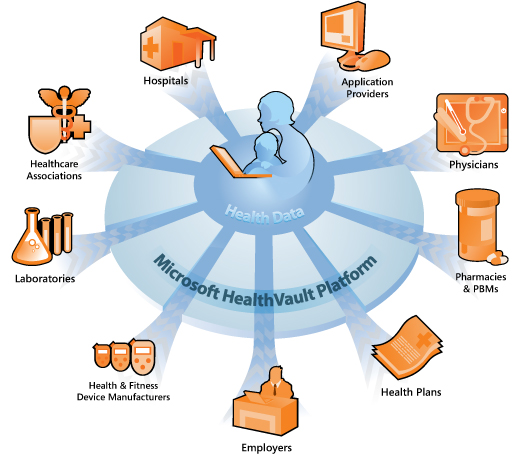 Hospitals
Application
Providers
Healthcare
Associations
Physicians
Health Data
Laboratories
Microsoft HealthVault Platform
Pharmacies
& PBMs
Health & Fitness
Device Manufacturers
Health Plans
Employers